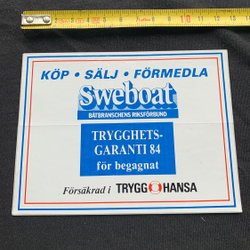 KÖP · SÄLJ · FÖRMEDLA
Sweboat
BÅTBRANSCHENS RIKSFÖRBUND
TRYGGHETS-
GARANTI 84
för begagnat
Försäkrad i TRYGG HANSA